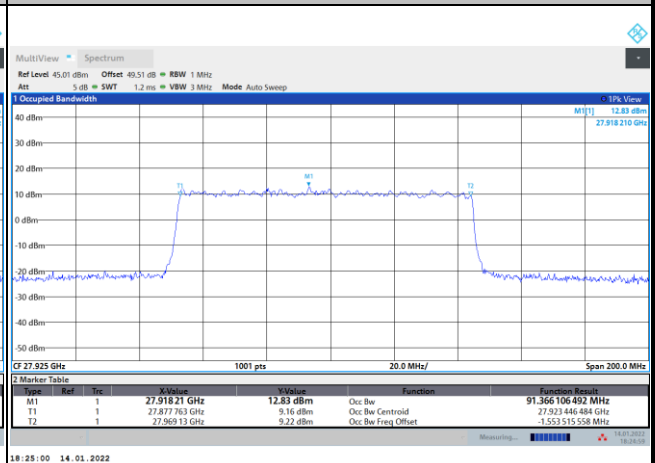 MultiView Spectrum
Ref Level 45.01 dBm Offset 49.51 dB RBW 1 MHz
Att 5 dB SWT 1.2 ms VBW 3 MHz Mode Auto Sweep
1 Occupied Bandwidth 1Pk View
M1[1] 12.83 dBm
27.918 210 GHz
40 dBm
30 dBm
20 dBm
M1
T1 T2
10 dBm
0 dBm
-10 dBm
-20 dBm
-30 dBm
-40 dBm
-50 dBm
CF 27.925 GHz 1001 pts 20.0 MHz/ Span 200.0 MHz
2 Marker Table
Type Ref Trc X-Value Y-Value Function Function Result
M1 1 27.918 21 GHz 12.83 dBm Occ Bw 91.366 106 492 MHz
T1 1 27.877 763 GHz 9.16 dBm Occ Bw Centroid 27.923 446 484 GHz
T2 1 27.969 13 GHz 9.22 dBm Occ Bw Freq Offset -1.553 515 558 MHz
Measuring... 14.01.2022
18:24:59
18:25:00 14.01.2022